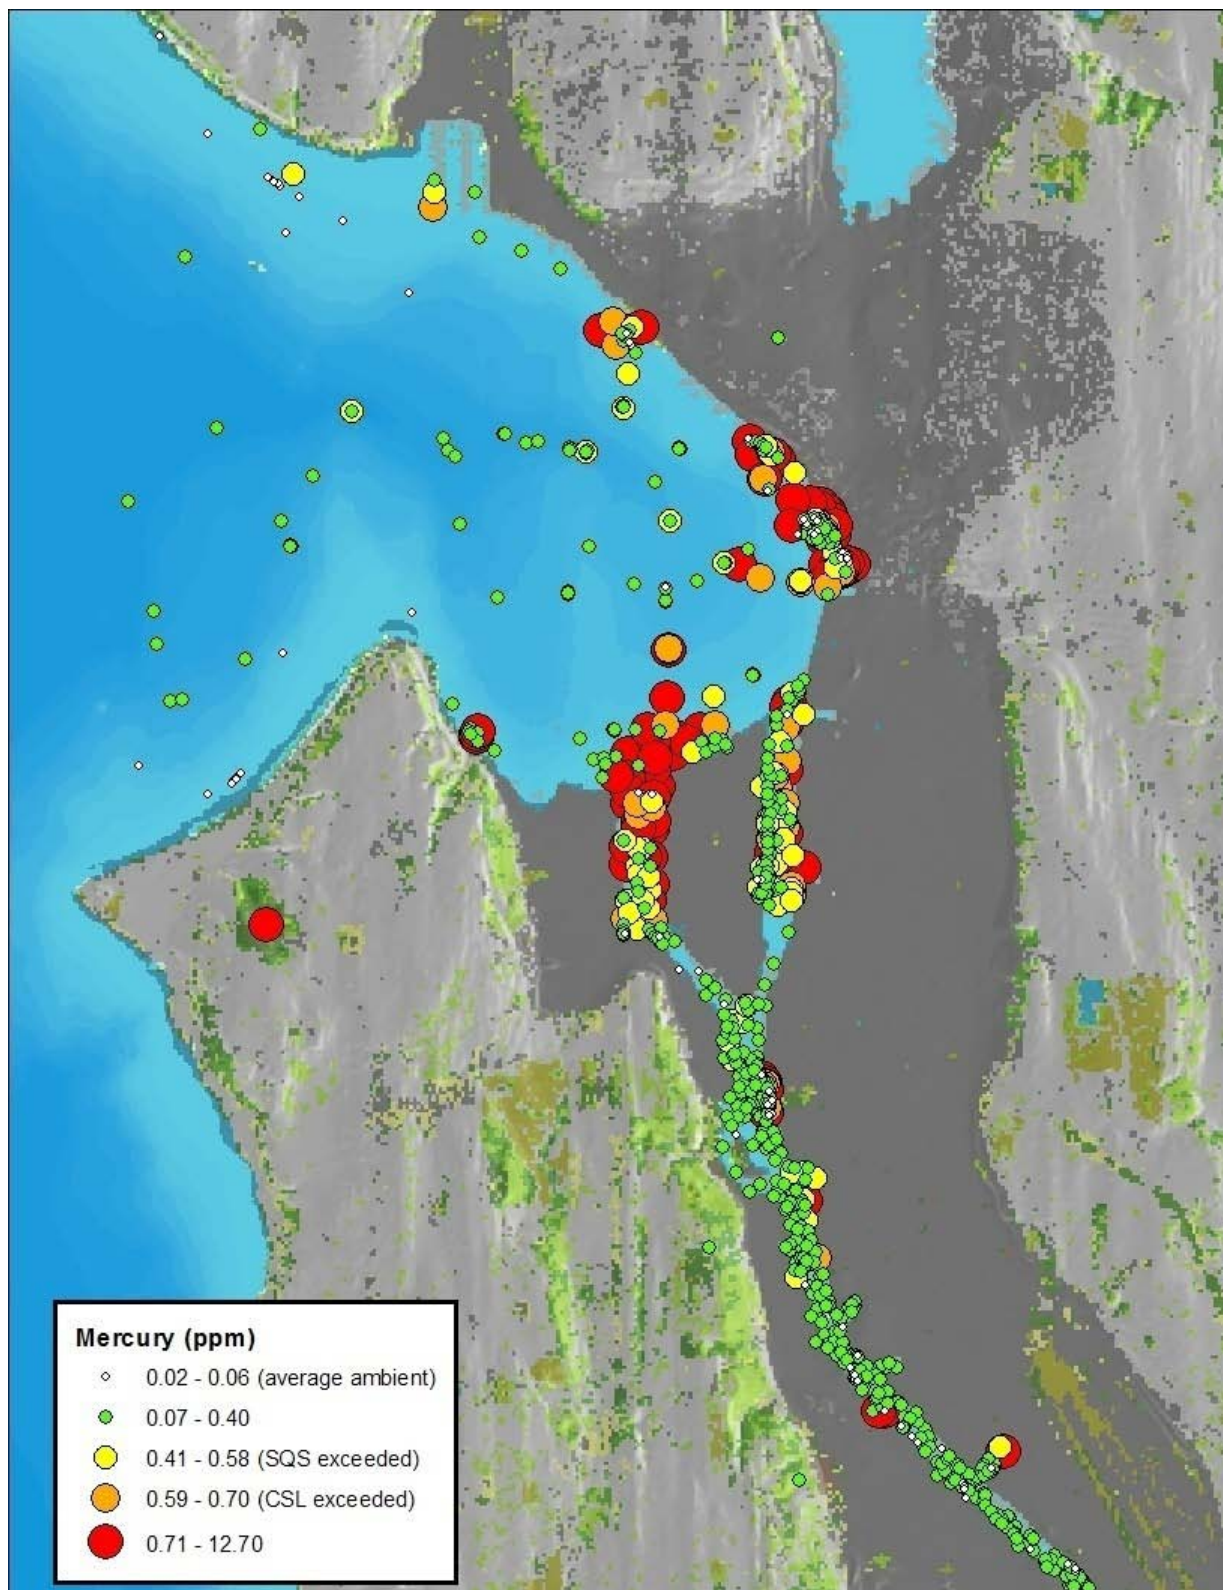 Mercury (ppm)
0.02 - 0.06 (average ambient)
0.07 - 0.40
0.41 - 0.58 (SQS exceeded)
0.59 - 0.70 (CSL exceeded)
0.71 - 12.70